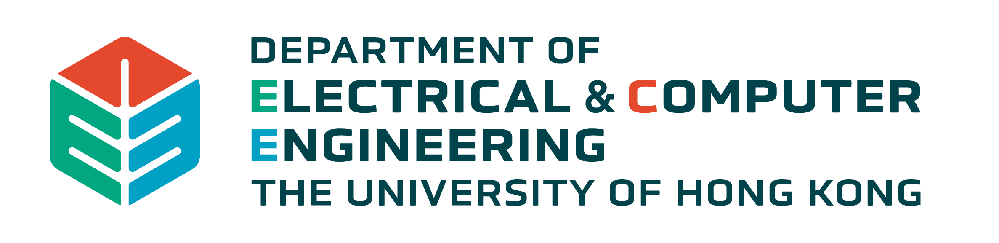 DEPARTMENT OF
ELECTRICAL & COMPUTER
ENGINEERING
THE UNIVERSITY OF HONG KONG